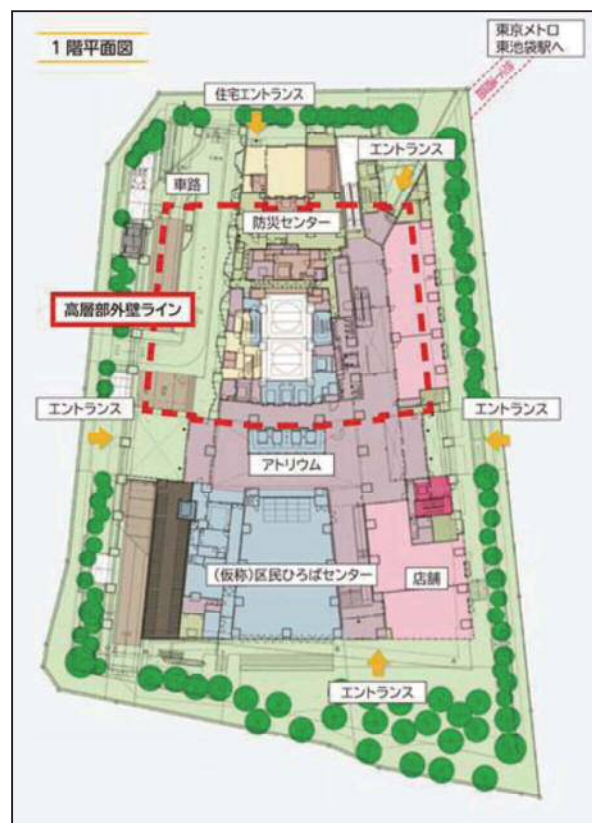 1階平面図
東京メトロ
東池袋駅へ
住宅エントランス
エントランス
車路
防災センター
高層部外壁ライン
エントランス
エントランス
アトリウム
(仮称)区民ひろばセンター
店舗
エントランス